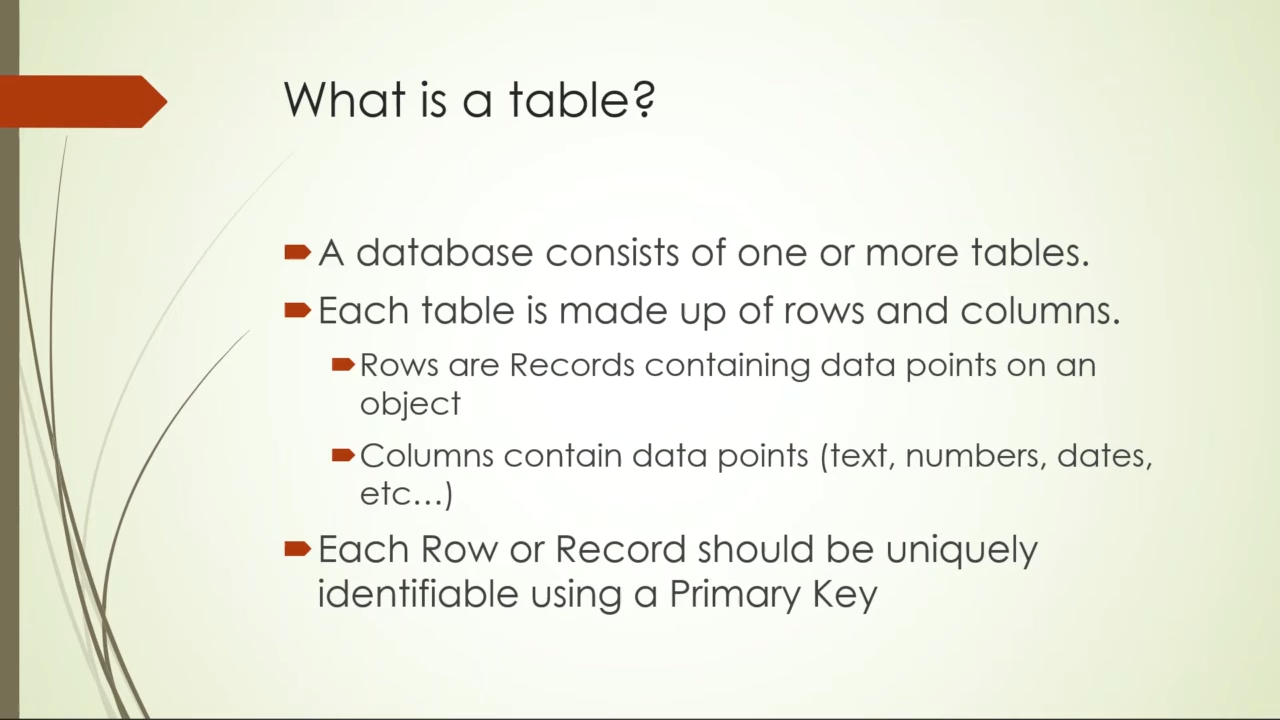 What is a table?
A database consists of one or more tables.
Each table is made up of rows and columns.
Rows are Records containing data points on an
object
Columns contain data points (text, numbers, dates,
etc...)
Each Row or Record should be uniquely
identifiable using a Primary Key